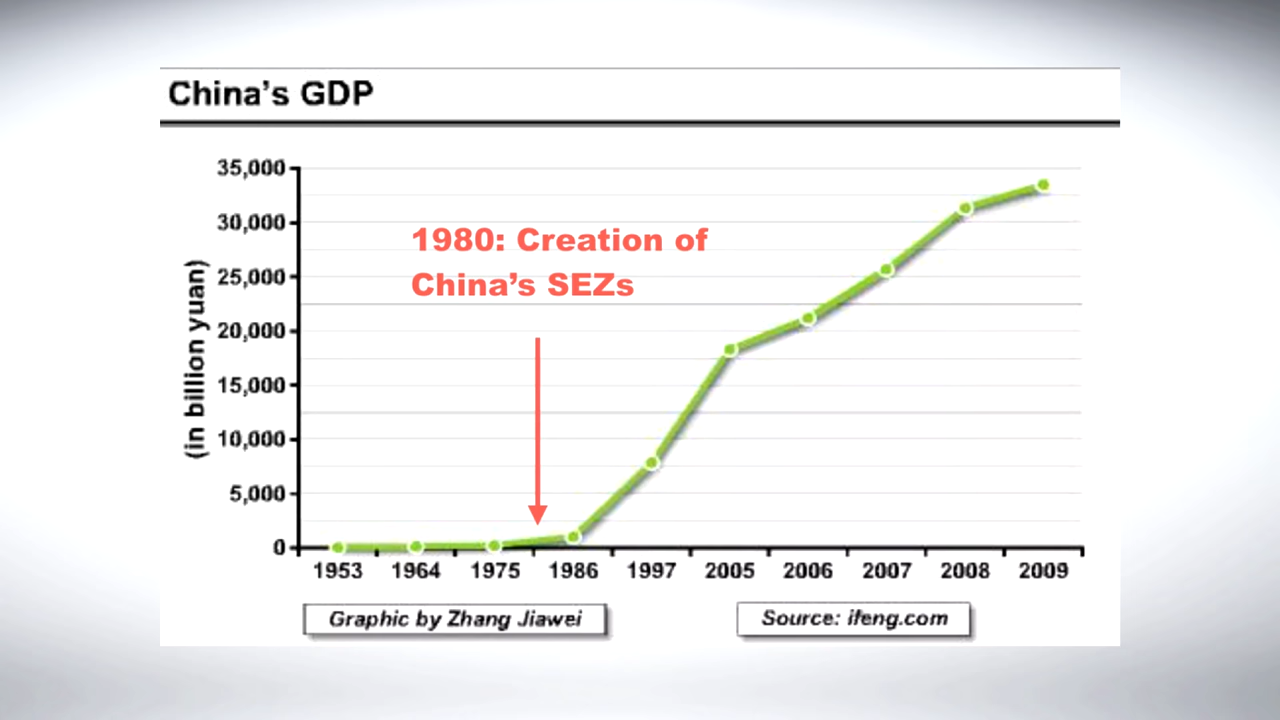 China's GDP
35,000
30,000
25,000
20,000
15,000
10,000
5,000
0
(in billion yuan)
1980: Creation of
China's SEZs
1953 1964 1975 1986 1997 2005 2006 2007 2008 2009
Graphic by Zhang Jiawei
Source: ifeng.com